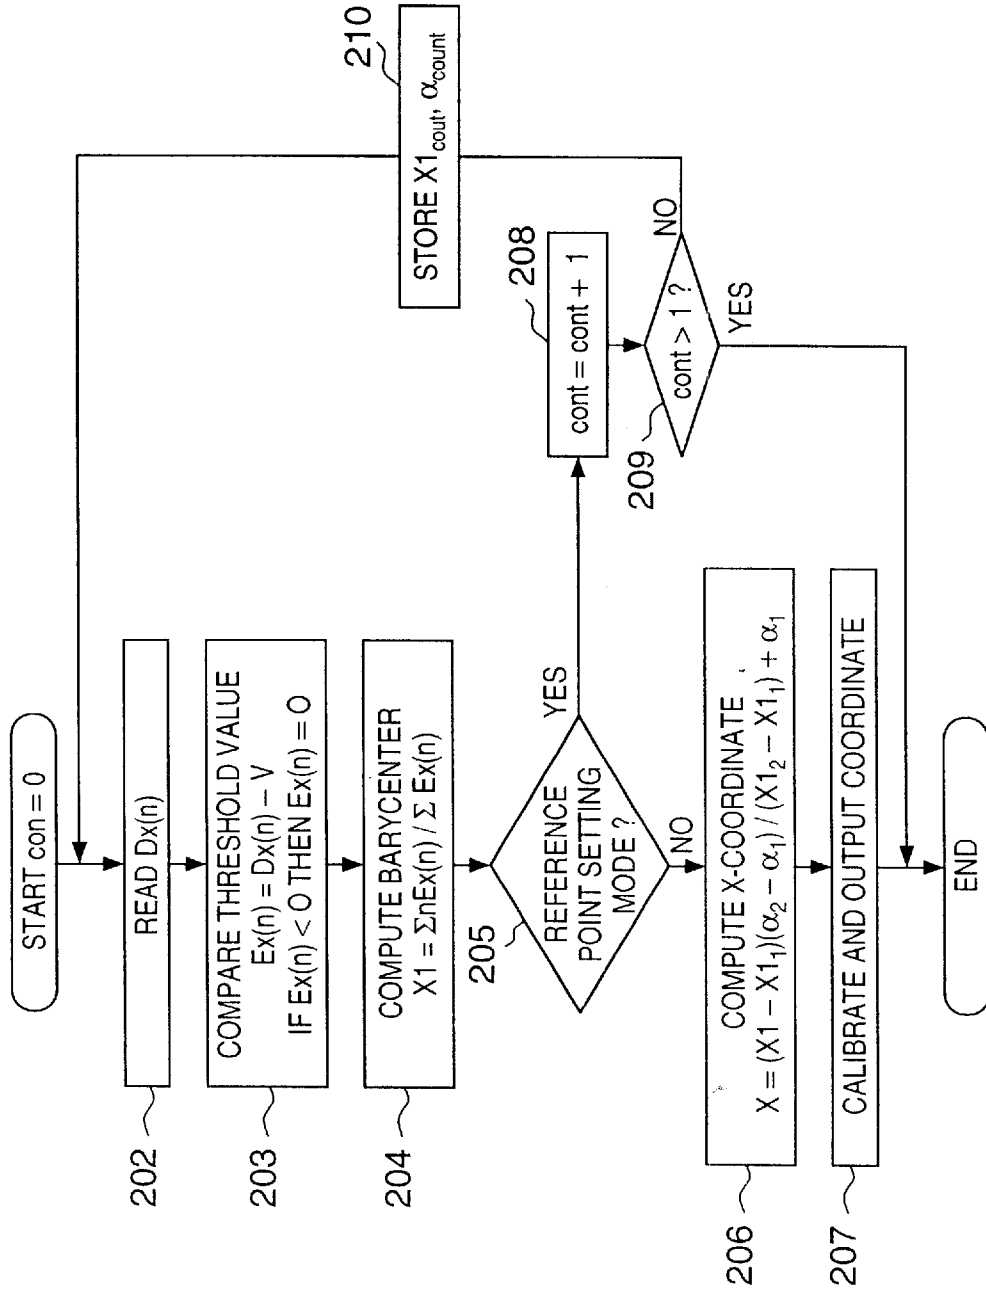 START con = 0
READ Dx(n)
202
COMPARE THRESHOLD VALUE
Ex(n) = Dx(n) – V
IF Ex(n) < O THEN Ex(n) = O
203
COMPUTE BARYCENTER
X1 = ΣnEx(n) / Σ Ex(n)
204
205
REFERENCE
POINT SETTING
MODE ?
YES
NO
COMPUTE X-COORDINATE
X = (X1 – X1₁)(α₂ – α₁) / (X1₂ – X1₁) + α₁
206
CALIBRATE AND OUTPUT COORDINATE
207
END
208
cont = cont + 1
209
cont > 1 ?
NO
YES
210
STORE X1cout, αcount